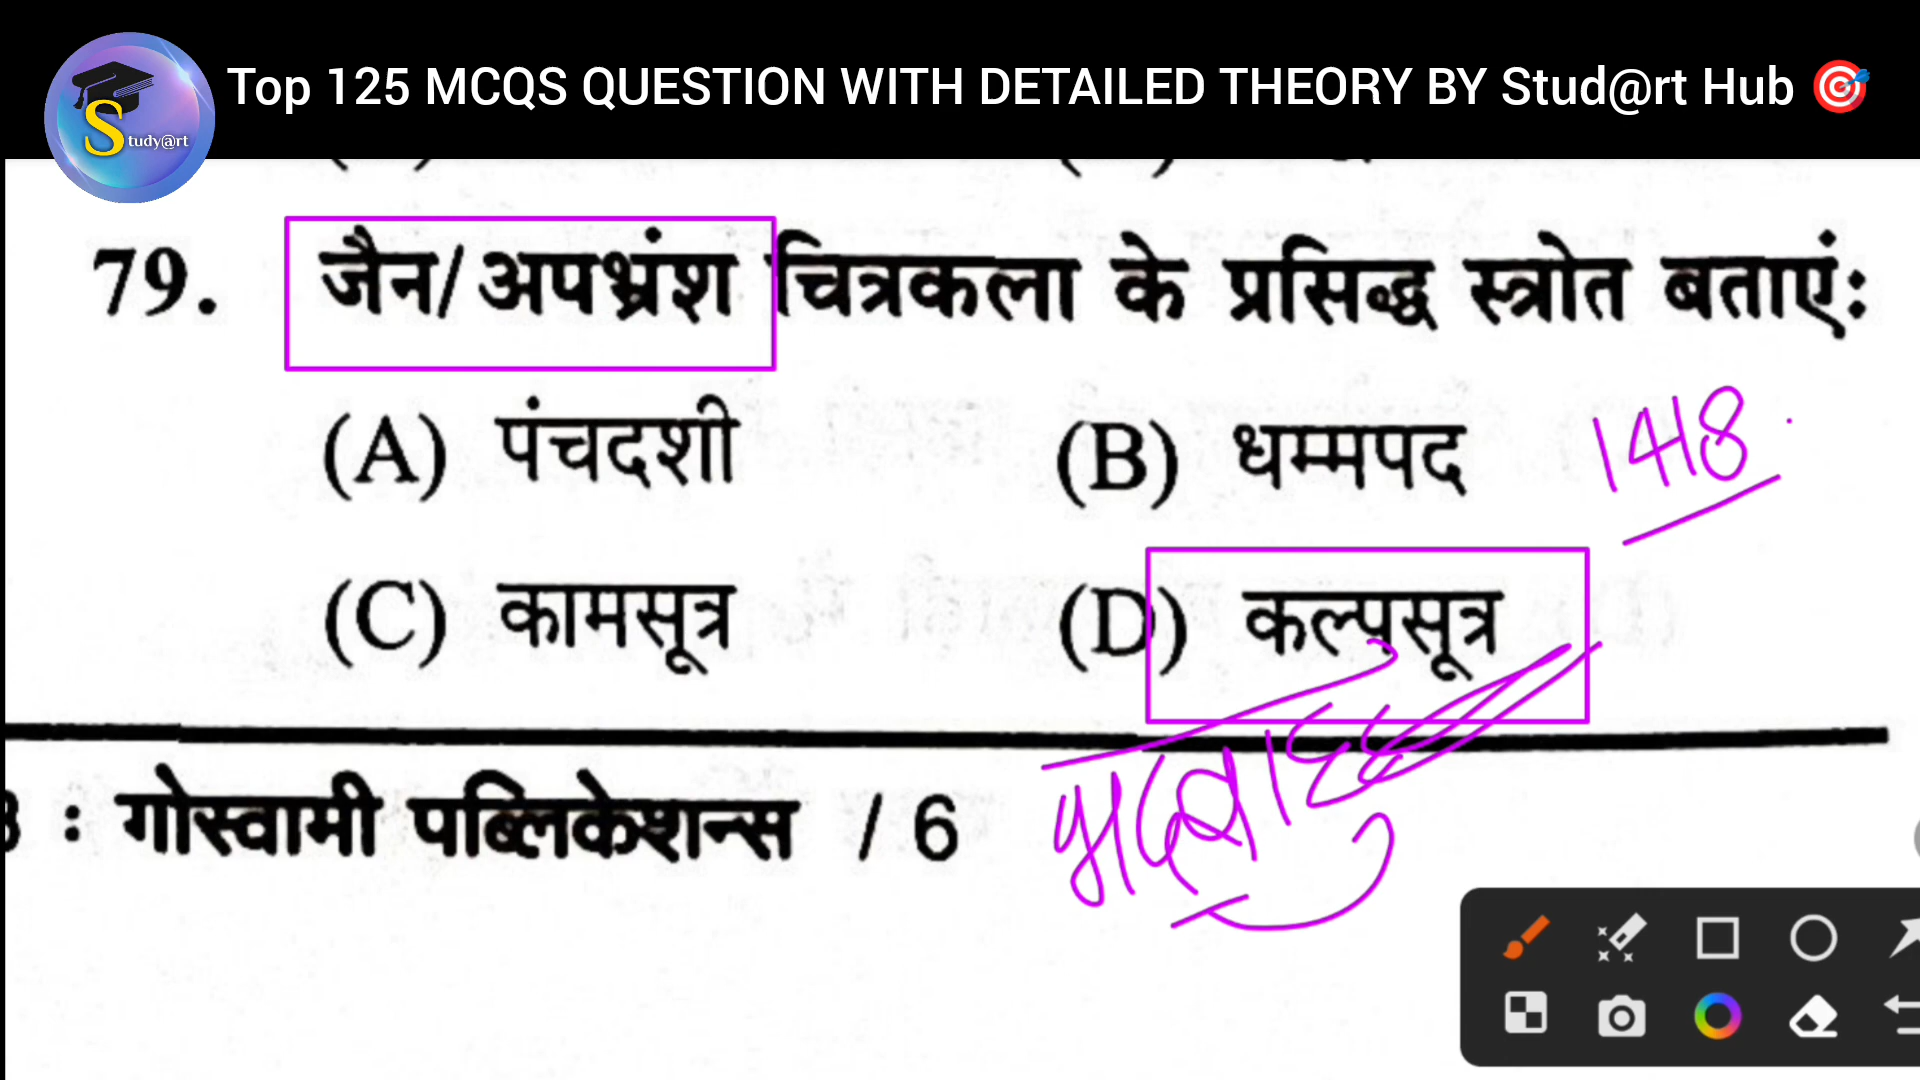 Top 125 MCQS QUESTION WITH DETAILED THEORY BY Stud@rt Hub 🎯
Study@rt
79. जैन/अपभ्रंश चित्रकला के प्रसिद्ध स्त्रोत बताएंः
(A) पंचदशी (B) धम्मपद
1418
(C) कामसूत्र (D) कल्पसूत्र
: गोस्वामी पब्लिकेशन्स / 6